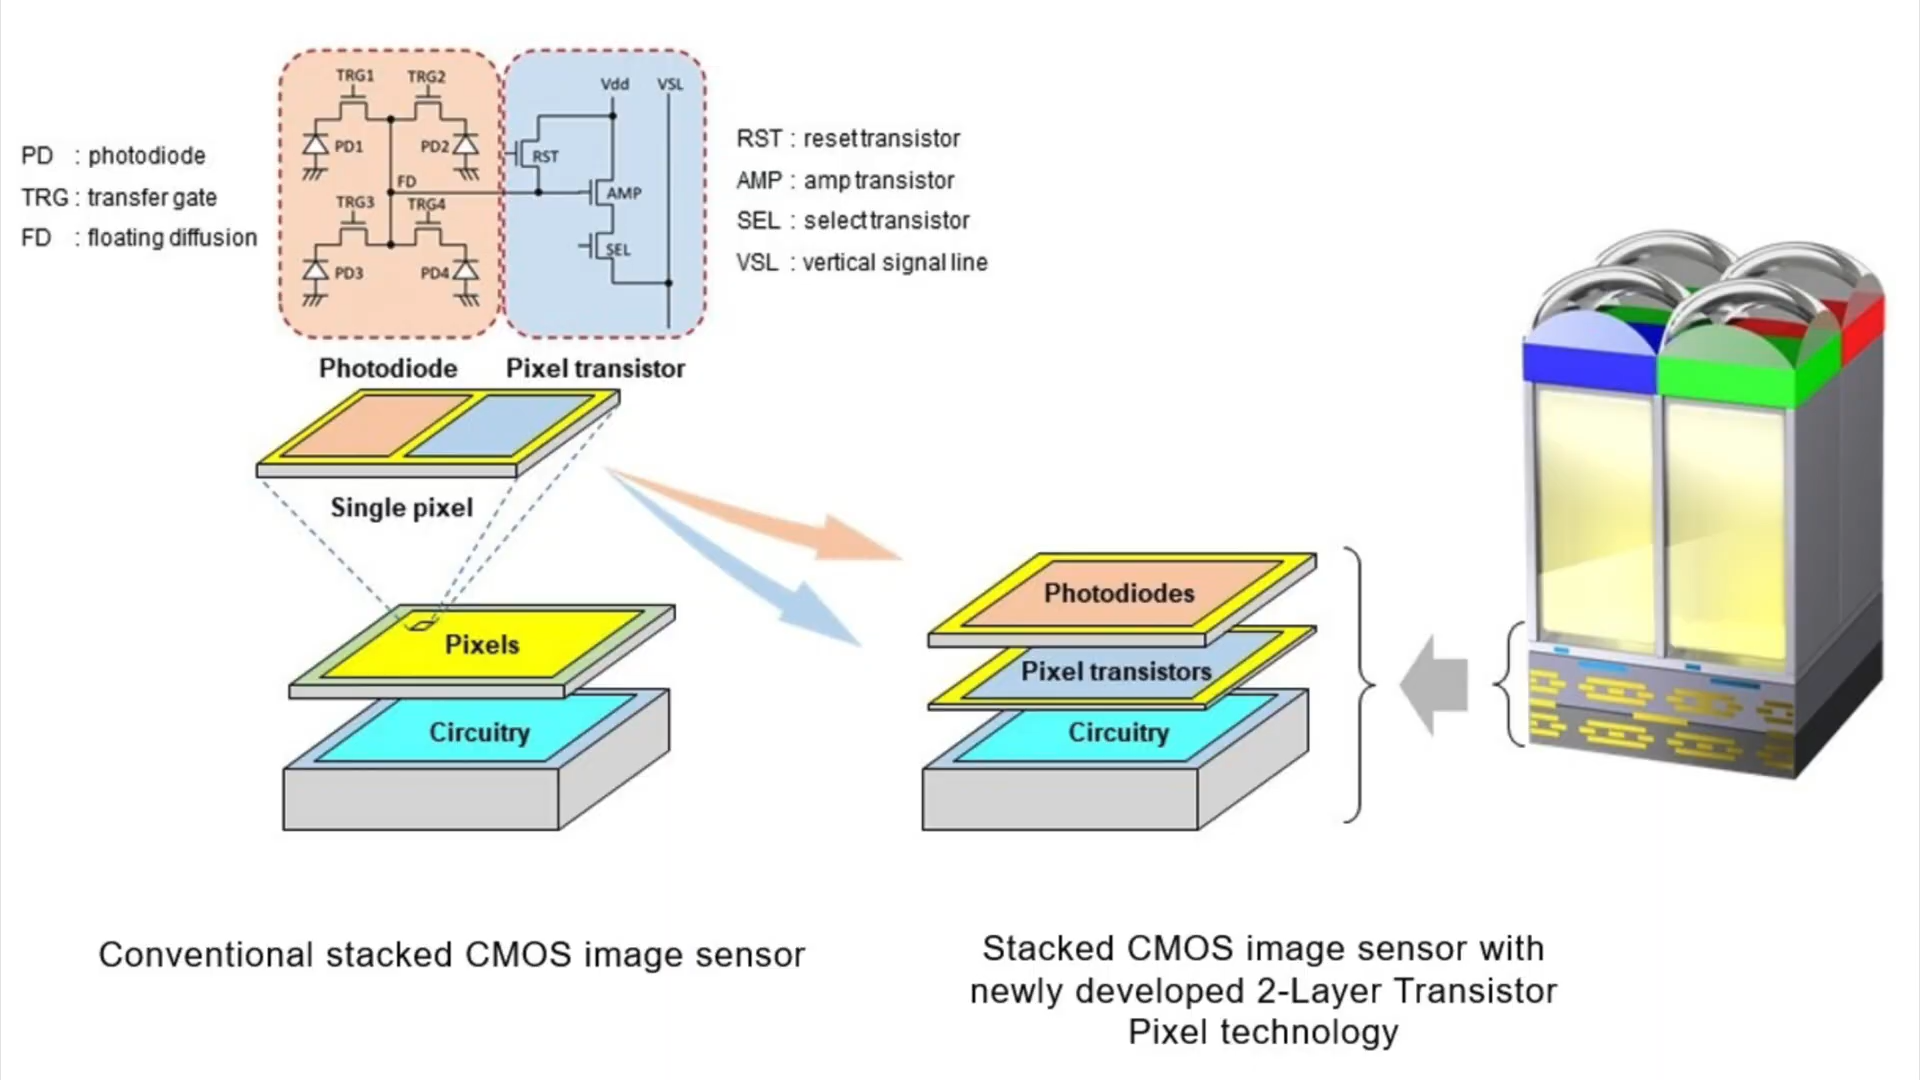 TRG1
TRG2
PD1
PD2
FD
TRG3
TRG4
PD3
PD4
Vdd
VSL
RST
AMP
SEL
PD : photodiode
TRG : transfer gate
FD : floating diffusion
RST : reset transistor
AMP : amp transistor
SEL : select transistor
VSL : vertical signal line
Photodiode
Pixel transistor
Single pixel
Pixels
Circuitry
Photodiodes
Pixel transistors
Circuitry
Conventional stacked CMOS image sensor
Stacked CMOS image sensor with
newly developed 2-Layer Transistor
Pixel technology